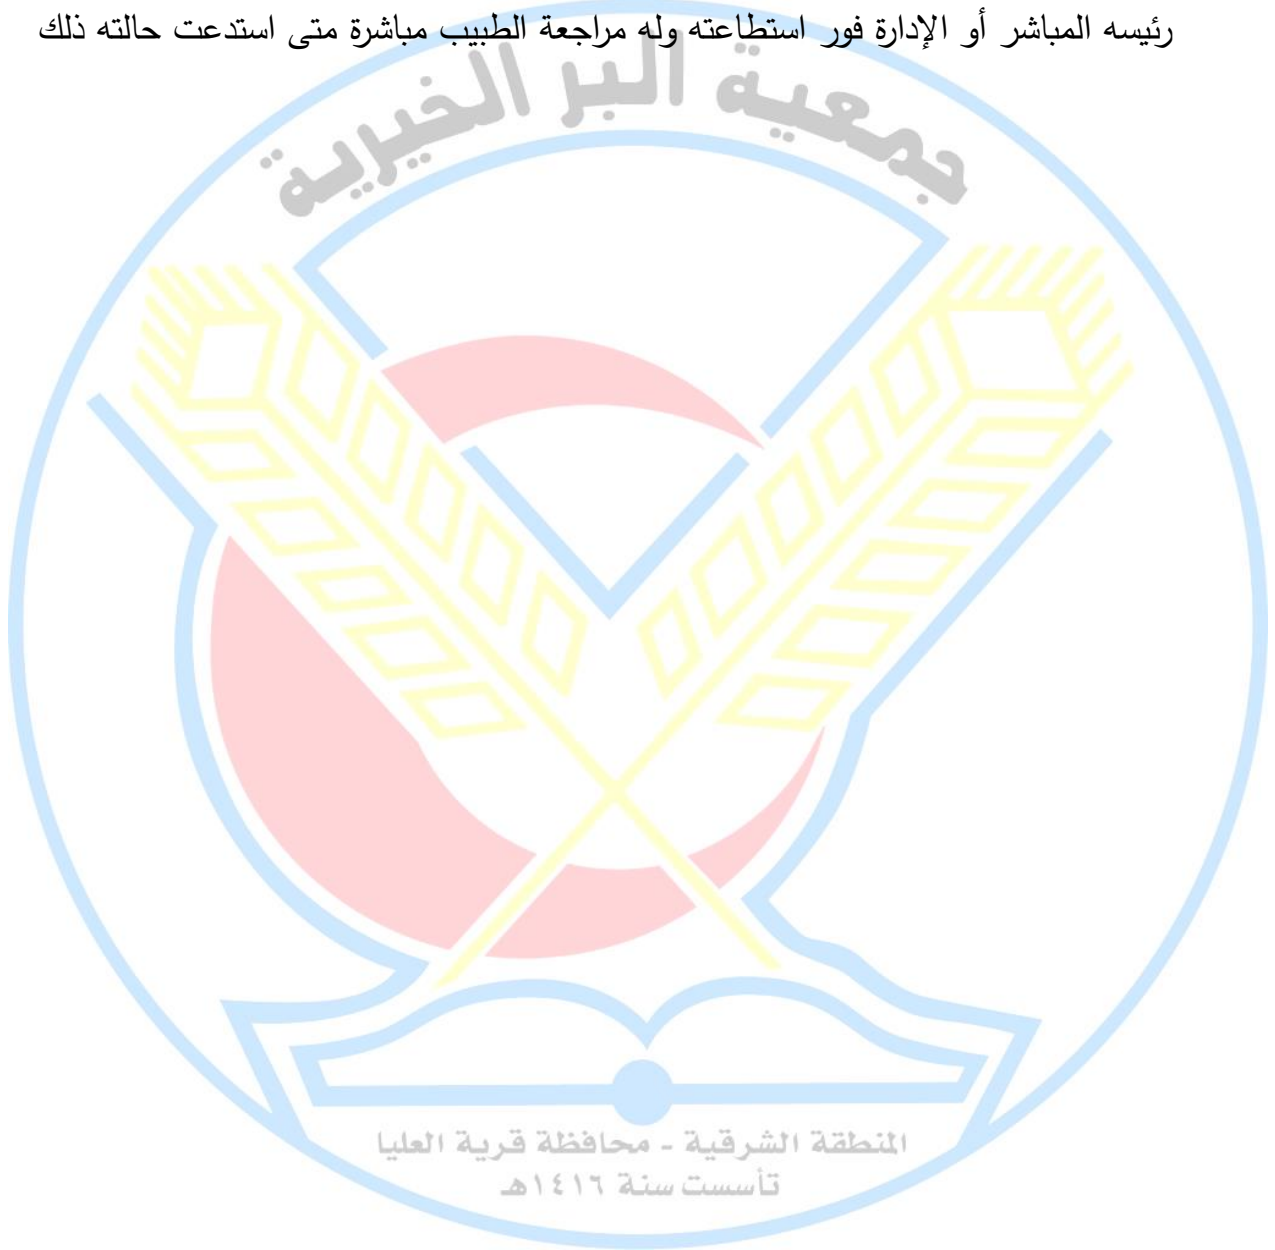 رئيسه المباشر أو الإدارة فور استطاعته وله مراجعة الطبيب مباشرة متى استدعت حالته ذلك
جمعية البر الخيرية
المنطقة الشرقية - محافظة قرية العليا
تأسست سنة ١٤١٦هـ